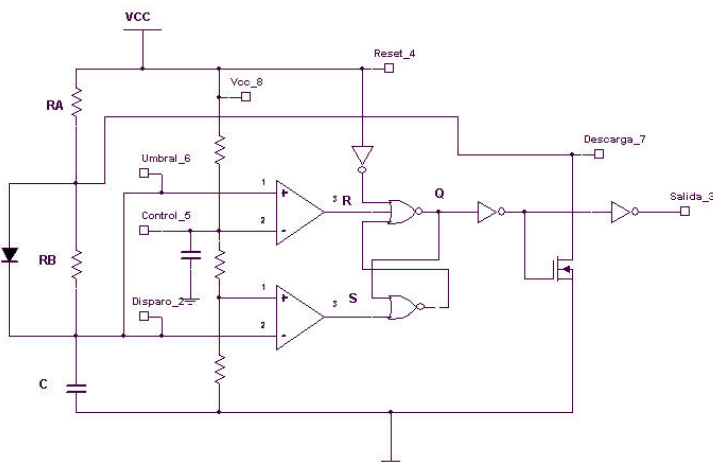 VCC
Reset_4
Vcc_8
RA
Descarga_7
Umbral_6
1
3
R
Q
Salida_3
Control_5
2
RB
1
3
S
Disparo_2
2
C